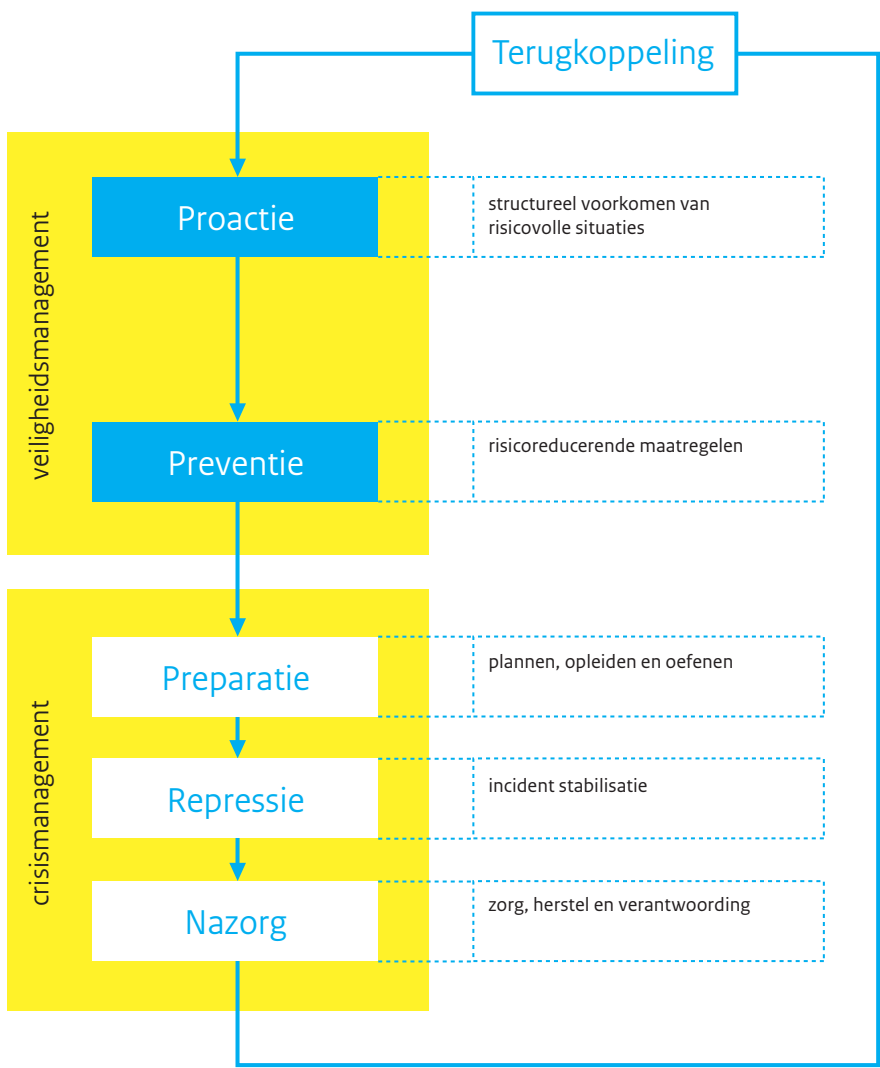 Terugkoppeling
veiligheidsmanagement
Proactie
structureel voorkomen van
risicovolle situaties
Preventie
risicoreducerende maatregelen
crisismanagement
Preparatie
plannen, opleiden en oefenen
Repressie
incident stabilisatie
Nazorg
zorg, herstel en verantwoording